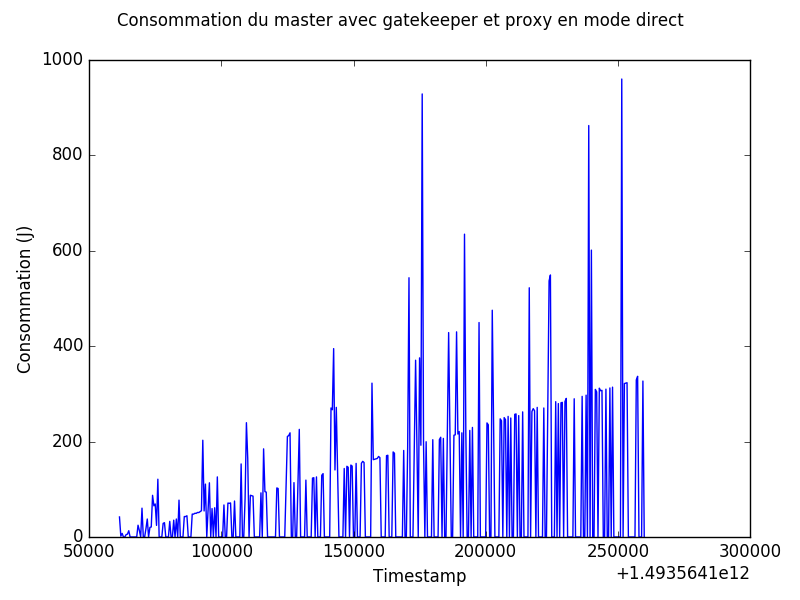 Consommation du master avec gatekeeper et proxy en mode direct
1000
800
600
400
200
0
Consommation (J)
50000 100000 150000 200000 250000 300000
Timestamp
+1.4935641e12